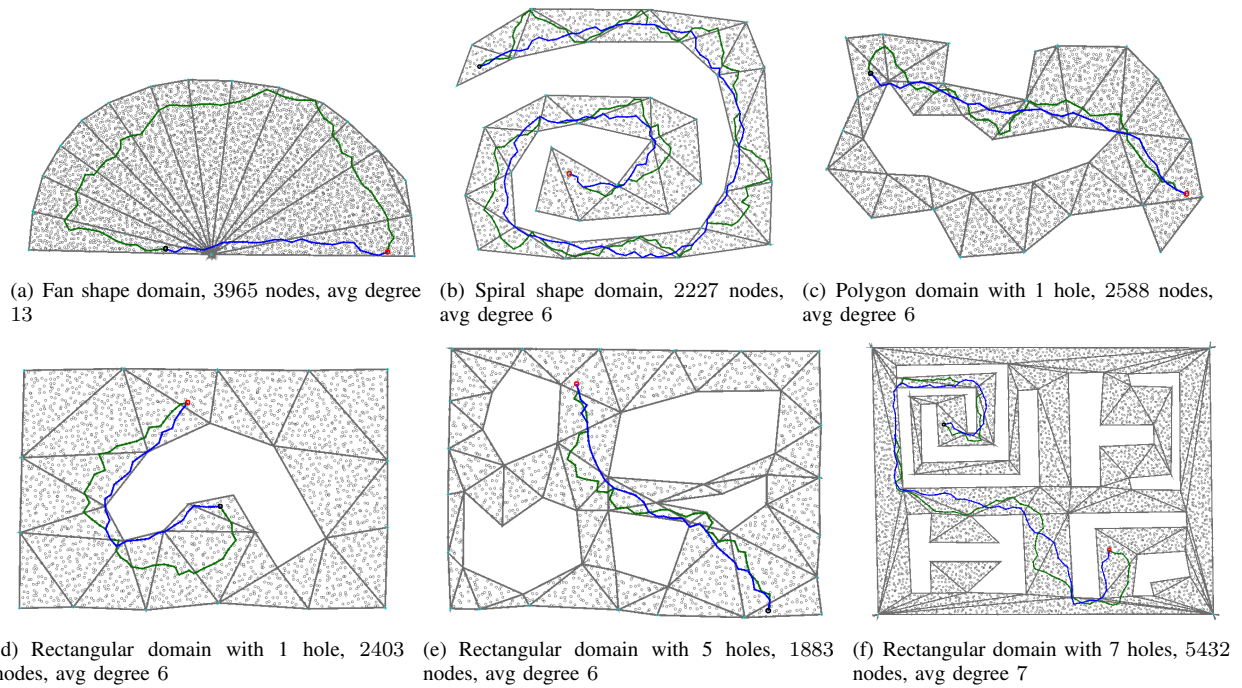 (a) Fan shape domain, 3965 nodes, avg degree
13
(b) Spiral shape domain, 2227 nodes,
avg degree 6
(c) Polygon domain with 1 hole, 2588 nodes,
avg degree 6
d) Rectangular domain with 1 hole, 2403
nodes, avg degree 6
(e) Rectangular domain with 5 holes, 1883
nodes, avg degree 6
(f) Rectangular domain with 7 holes, 5432
nodes, avg degree 7